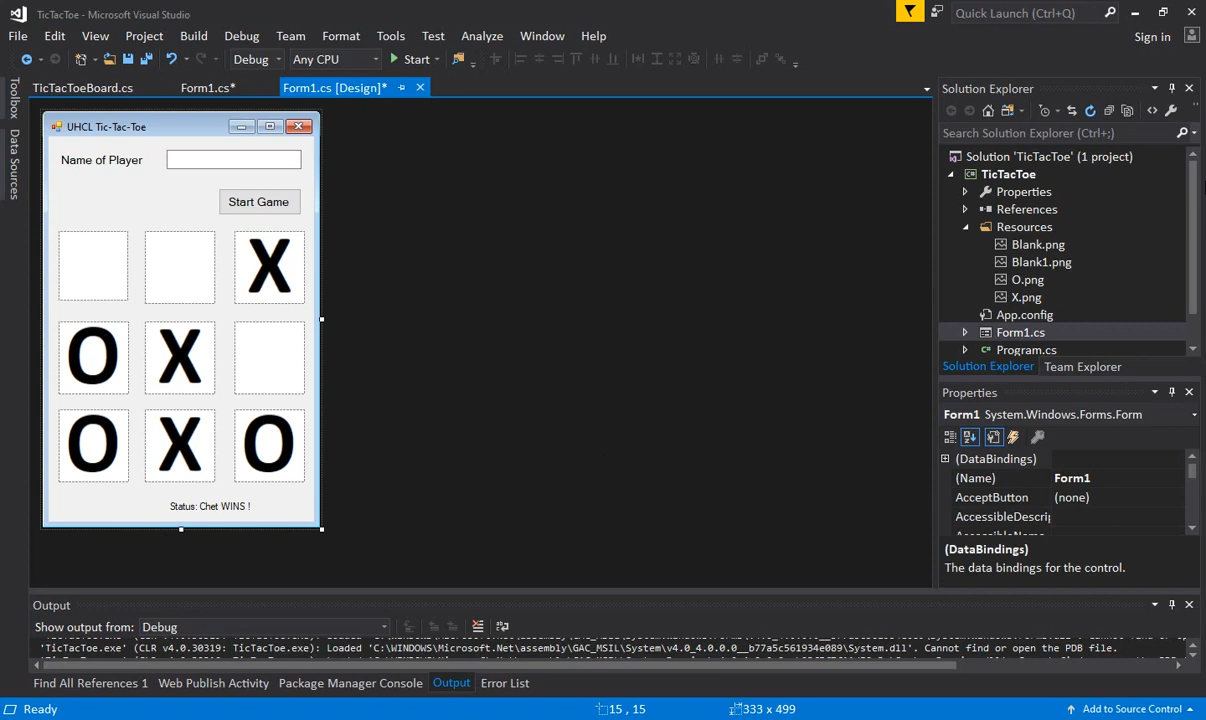 TicTacToe - Microsoft Visual Studio
Quick Launch (Ctrl+Q)
File Edit View Project Build Debug Team Format Tools Test Analyze Window Help
Sign in
Debug Any CPU Start
Toolbox
Data Sources
TicTacToeBoard.cs Form1.cs* Form1.cs [Design]*
UHCL Tic-Tac-Toe
Name of Player
Start Game
X
O X
O X O
Status: Chet WINS !
Solution Explorer
Search Solution Explorer (Ctrl+;)
Solution 'TicTacToe' (1 project)
TicTacToe
Properties
References
Resources
Blank.png
Blank1.png
O.png
X.png
App.config
Form1.cs
Program.cs
Solution Explorer Team Explorer
Properties
Form1 System.Windows.Forms.Form
(DataBindings)
(Name) Form1
AcceptButton (none)
AccessibleDescrip
(DataBindings)
The data bindings for the control.
Output
Show output from: Debug
'TicTacToe.exe' (CLR v4.0.30319: TicTacToe.exe): Loaded 'C:\WINDOWS\Microsoft.Net\assembly\GAC_MSIL\System\v4.0_4.0.0.0__b77a5c561934e089\System.dll'. Cannot find or open the PDB file.
Find All References 1 Web Publish Activity Package Manager Console Output Error List
Ready 15 , 15 333 x 499 Add to Source Control